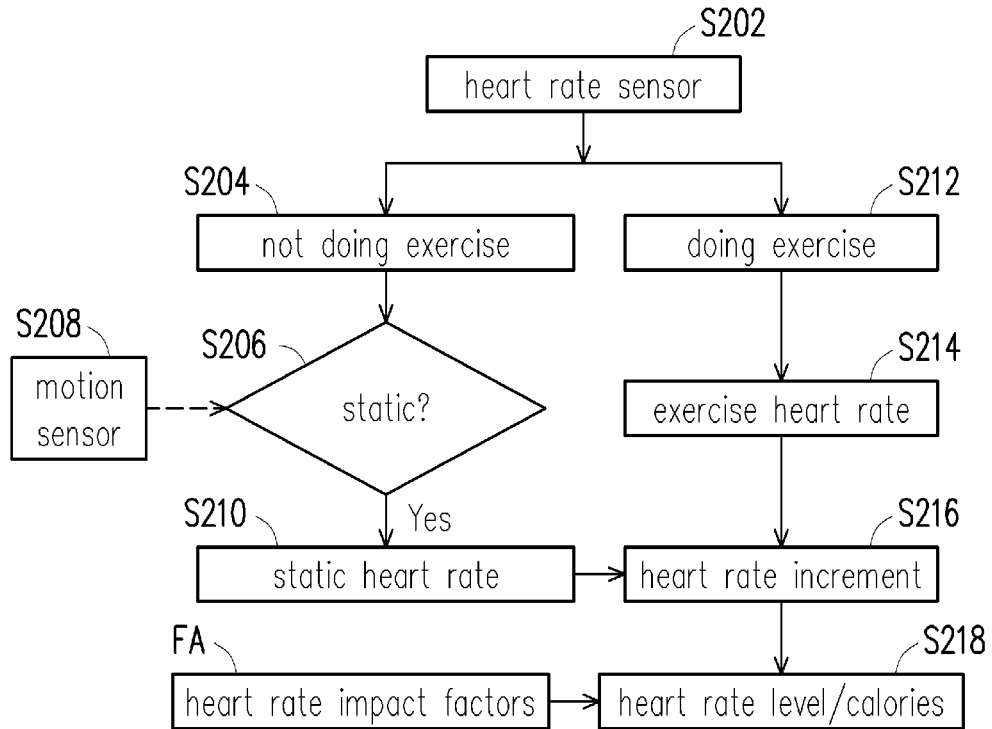 S202
heart rate sensor
S204
not doing exercise
S212
doing exercise
S208
motion
sensor
S206
static?
S214
exercise heart rate
Yes
S210
static heart rate
S216
heart rate increment
FA
heart rate impact factors
S218
heart rate level/calories